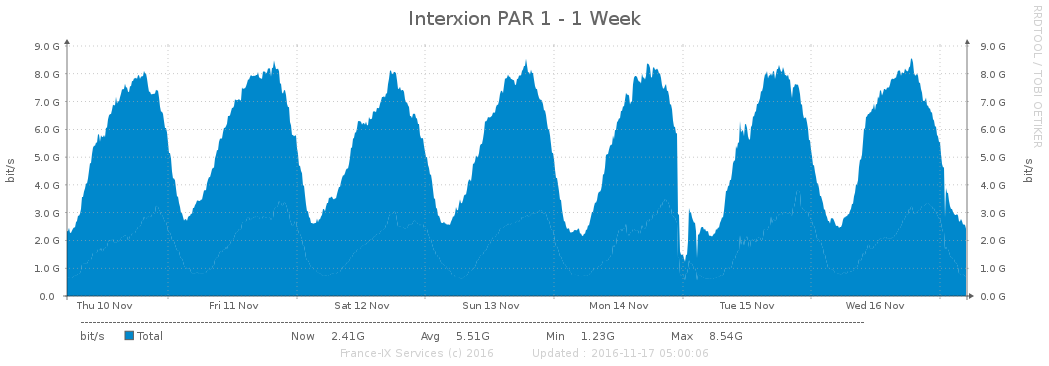 Interxion PAR 1 - 1 Week
RRDTOOL / TOBI OETIKER
9.0 G 9.0 G
8.0 G 8.0 G
7.0 G 7.0 G
6.0 G 6.0 G
5.0 G 5.0 G
4.0 G 4.0 G
3.0 G 3.0 G
2.0 G 2.0 G
1.0 G 1.0 G
0.0 0.0 G
bit/s bit/s
Thu 10 Nov Fri 11 Nov Sat 12 Nov Sun 13 Nov Mon 14 Nov Tue 15 Nov Wed 16 Nov
bit/s Total Now 2.41G Avg 5.51G Min 1.23G Max 8.54G
France-IX Services (c) 2016 Updated : 2016-11-17 05:00:06